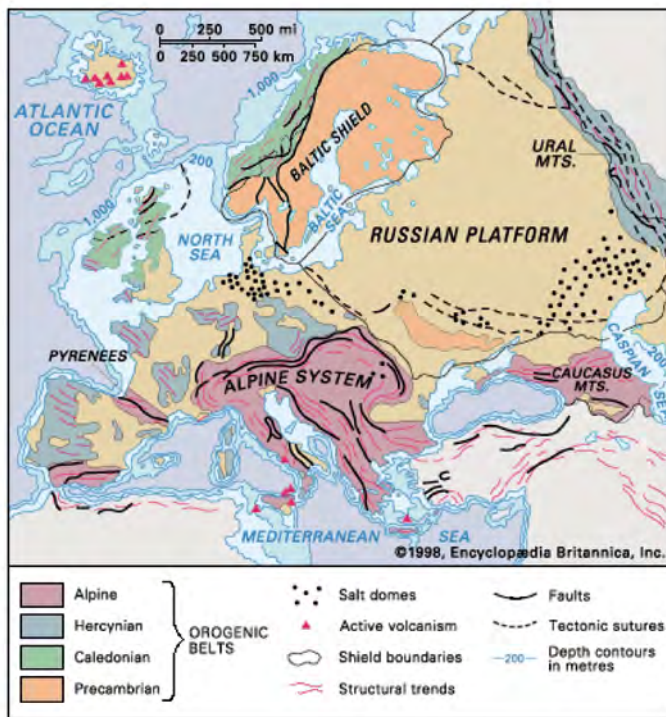 0 250 500 mi
0 250 500 750 km
ATLANTIC
OCEAN
1,000
200
1,000
BALTIC SHIELD
URAL
MTS.
BALTIC
SEA
NORTH
SEA
RUSSIAN PLATFORM
PYRENEES
ALPINE SYSTEM
CASPIAN SEA
200
CAUCASUS
MTS.
MEDITERRANEAN SEA
©1998, Encyclopædia Britannica, Inc.
Alpine
Hercynian
Caledonian
Precambrian
OROGENIC
BELTS
Salt domes
Active volcanism
Shield boundaries
Structural trends
Faults
Tectonic sutures
200 Depth contours
in metres